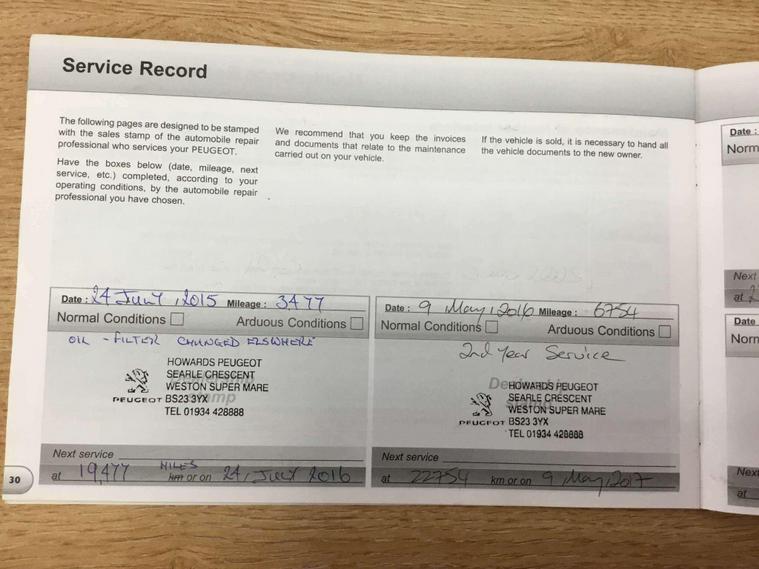 Service Record
The following pages are designed to be stamped
with the sales stamp of the automobile repair
professional who services your PEUGEOT.
Have the boxes below (date, mileage, next
service, etc.) completed, according to your
operating conditions, by the automobile repair
professional you have chosen.
We recommend that you keep the invoices
and documents that relate to the maintenance
carried out on your vehicle.
If the vehicle is sold, it is necessary to hand all
the vehicle documents to the new owner.
Date : 24 JULY, 2015 Mileage : 3477
Normal Conditions Arduous Conditions
OIL - FILTER CHANGED ELSWHERE
HOWARDS PEUGEOT
SEARLE CRESCENT
WESTON SUPER MARE
PEUGEOT BS23 3YX
TEL 01934 428888
Next service
at 19,477 MILES km or on 24, JULY 2016
Date : 9 May, 2016 Mileage : 6754
Normal Conditions Arduous Conditions
2nd Year Service
HOWARDS PEUGEOT
SEARLE CRESCENT
WESTON SUPER MARE
PEUGEOT BS23 3YX
TEL 01934 428888
Next service
at 22754 km or on 9 May, 2017
30
Date :
Norm
Next
at 2
Date
Norm
Next
at